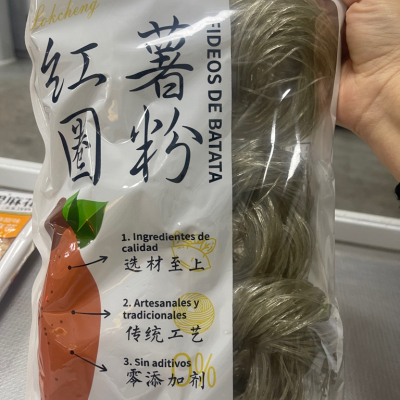 Lokcheng
红圈
薯粉
FIDEOS DE BATATA
1. Ingredientes de
calidad
选材至上
2. Artesanales y
tradicionales
传统工艺
3. Sin aditivos
零添加剂
0%